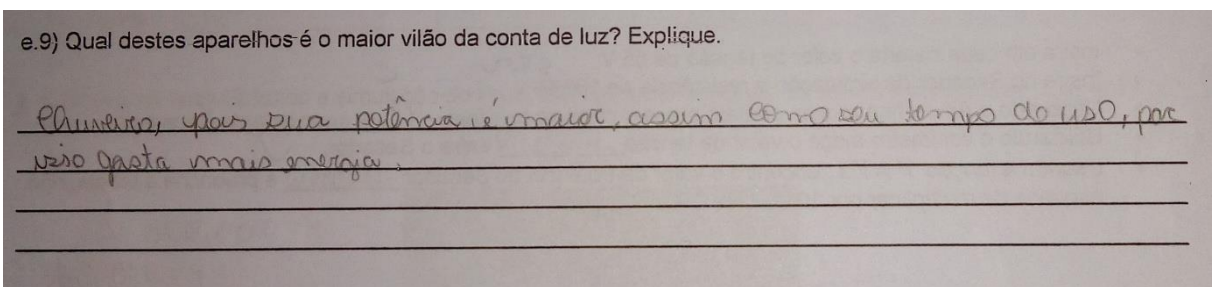 e.9) Qual destes aparelhos é o maior vilão da conta de luz? Explique.
Chuveiro, pois sua potência é maior, assim como seu tempo do uso, por
isso gasta mais energia.